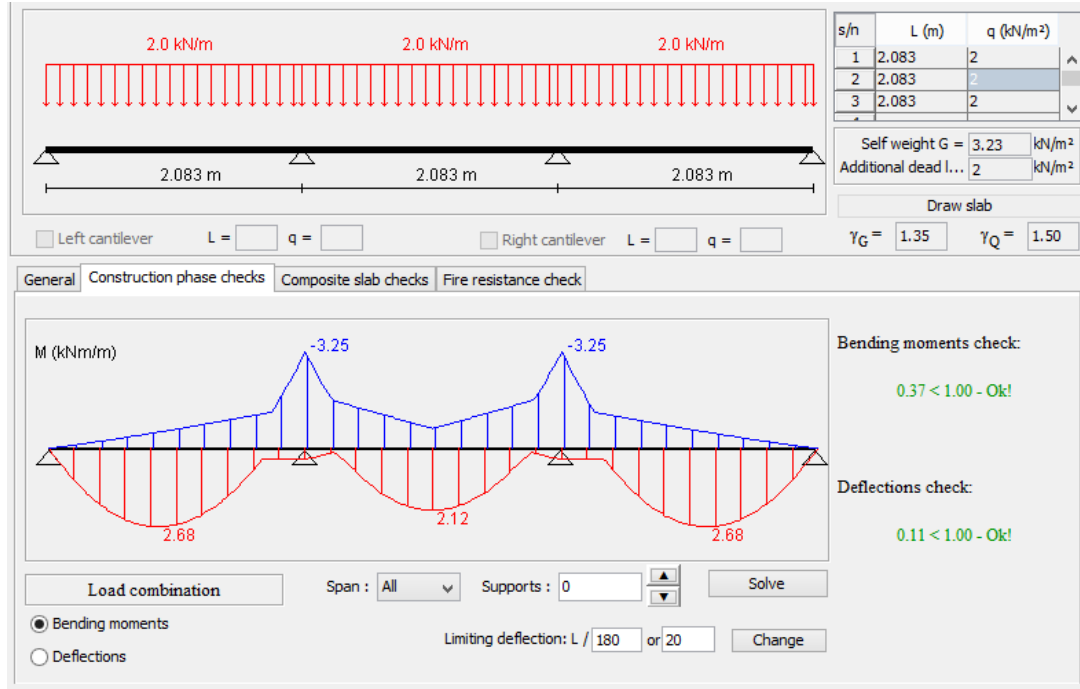 2.0 kN/m 2.0 kN/m 2.0 kN/m
2.083 m 2.083 m 2.083 m
Left cantilever L = q = Right cantilever L = q =
s/n L (m) q (kN/m²)
1 2.083 2
2 2.083 2
3 2.083 2
Self weight G = 3.23 kN/m²
Additional dead l... 2 kN/m²
Draw slab
γG = 1.35 γQ = 1.50
General Construction phase checks Composite slab checks Fire resistance check
M (kNm/m)
-3.25 -3.25
2.68 2.12 2.68
Bending moments check:
0.37 < 1.00 - Ok!
Deflections check:
0.11 < 1.00 - Ok!
Load combination Span : All Supports : 0 Solve
Bending moments
Deflections
Limiting deflection: L / 180 or 20 Change